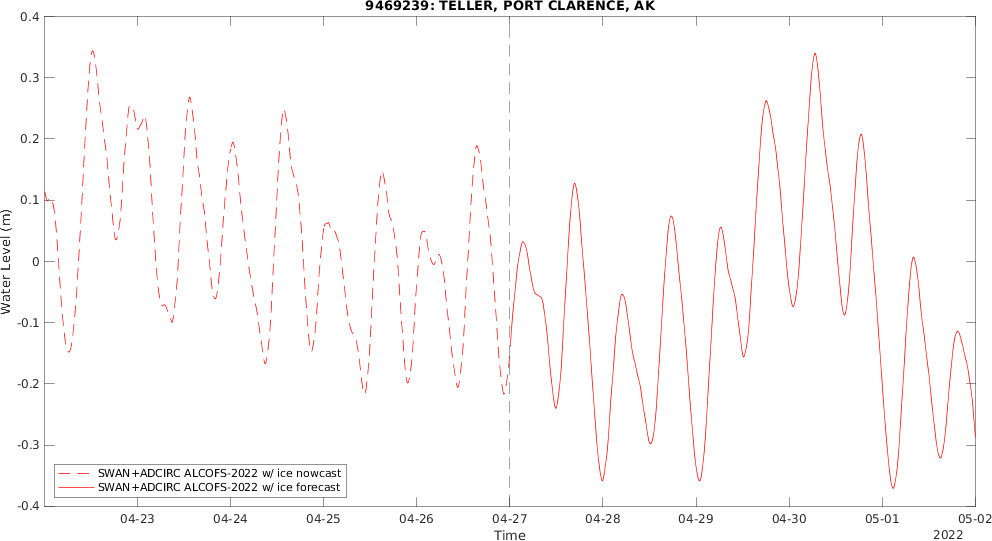 9469239: TELLER, PORT CLARENCE, AK
0.4
0.3
0.2
0.1
0
-0.1
-0.2
-0.3
-0.4
Water Level (m)
SWAN+ADCIRC ALCOFS-2022 w/ ice nowcast
SWAN+ADCIRC ALCOFS-2022 w/ ice forecast
04-23 04-24 04-25 04-26 04-27 04-28 04-29 04-30 05-01 05-02
Time
2022